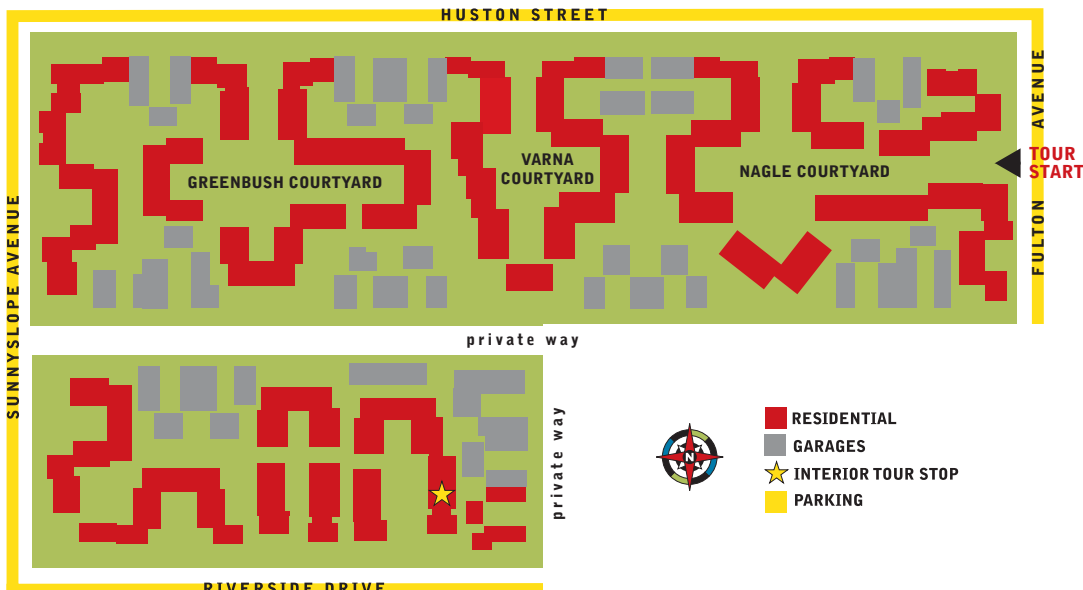 HUSTON STREET
FULTON AVENUE
TOUR
START
SUNNYSLOPE AVENUE
GREENBUSH COURTYARD
VARNA
COURTYARD
NAGLE COURTYARD
private way
private way
N
RESIDENTIAL
GARAGES
INTERIOR TOUR STOP
PARKING
RIVERSIDE DRIVE